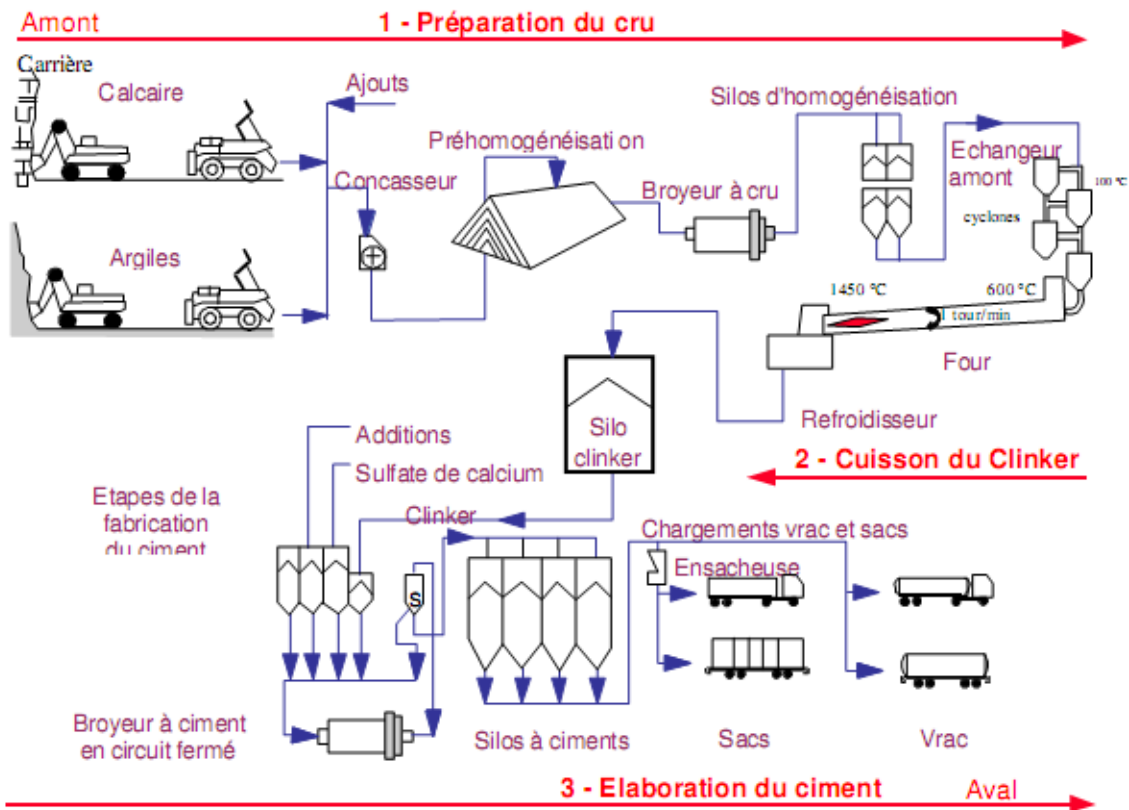 Amont
1 - Préparation du cru
Carrière
Calcaire
Ajouts
Silos d'homogénéisation
Préhomogénéisation
Concasseur
Broyeur à cru
Echangeur
amont
100 °C
cyclones
Argiles
1450 °C
600 °C
1 tour/min
Four
Silo
clinker
Refroidisseur
Additions
Sulfate de calcium
2 - Cuisson du Clinker
Etapes de la
fabrication
du ciment
Clinker
Chargements vrac et sacs
Ensacheuse
S
Broyeur à ciment
en circuit fermé
Silos à ciments
Sacs
Vrac
3 - Elaboration du ciment
Aval